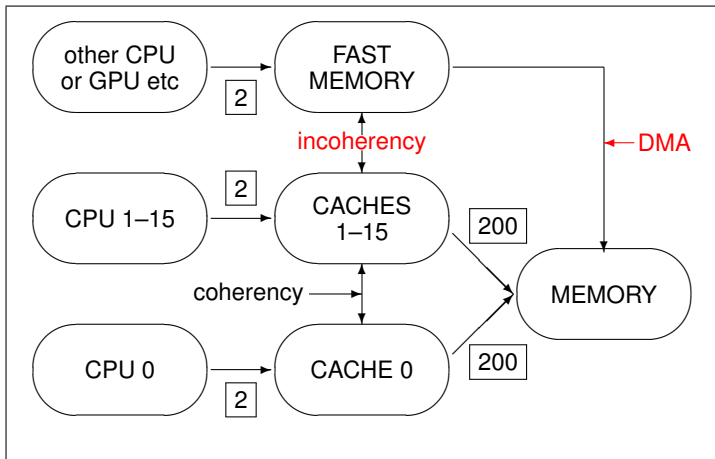 other CPU
or GPU etc
2
FAST
MEMORY
incoherency
DMA
CPU 1–15
2
CACHES
1–15
200
coherency
MEMORY
CPU 0
2
CACHE 0
200